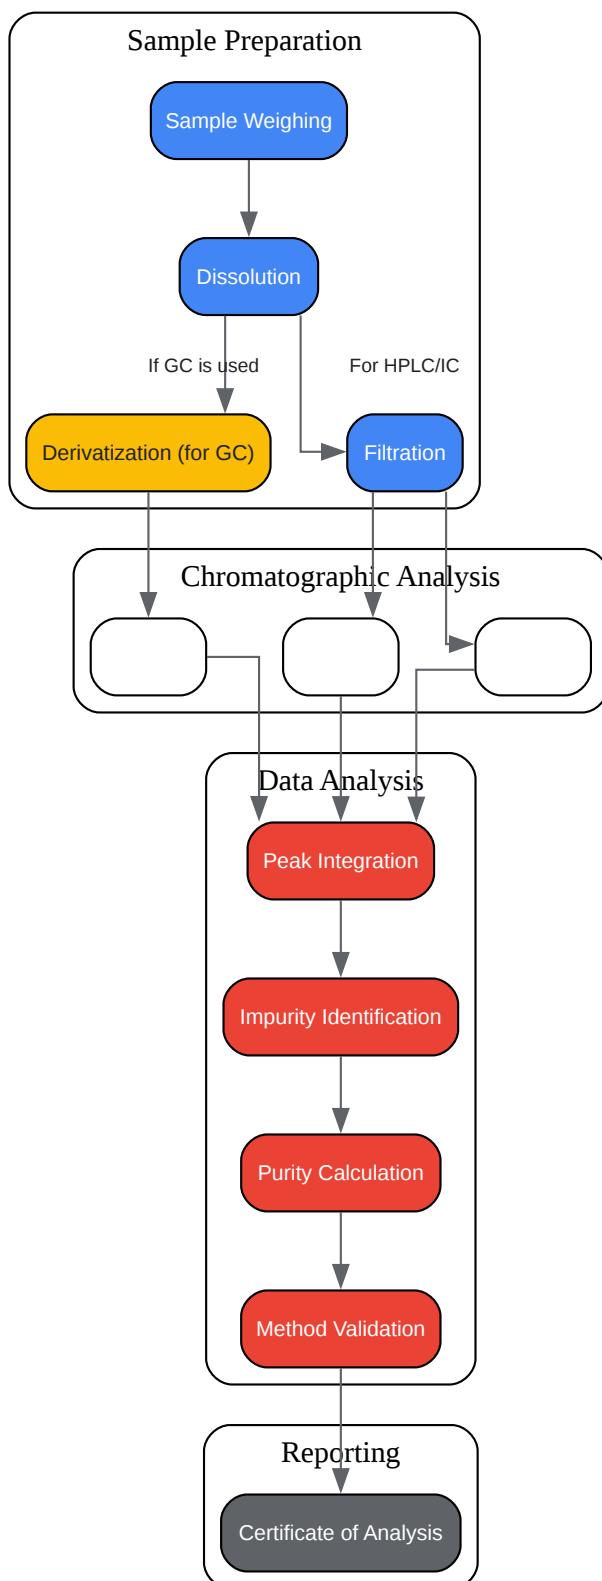 Sample Preparation
Sample Weighing
Dissolution
If GC is used
For HPLC/IC
Derivatization (for GC)
Filtration
Chromatographic Analysis
Data Analysis
Peak Integration
Impurity Identification
Purity Calculation
Method Validation
Reporting
Certificate of Analysis